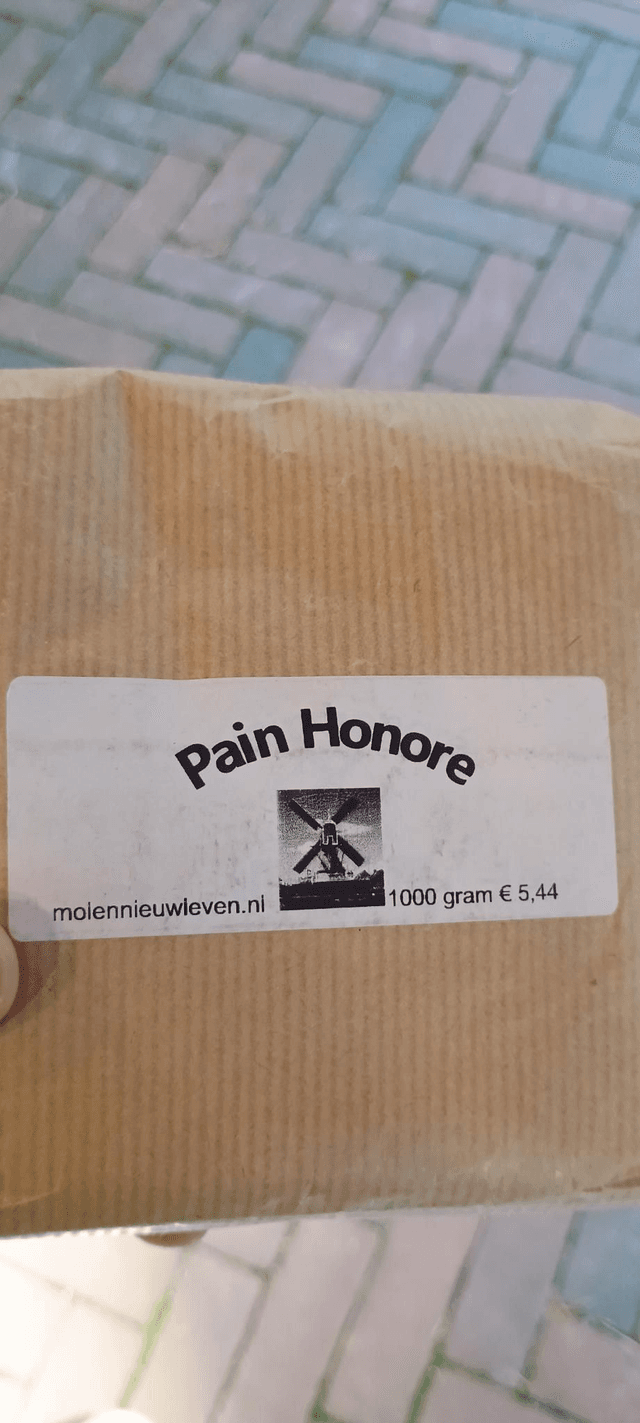 Pain Honore
molennieuwleven.nl 1000 gram € 5,44